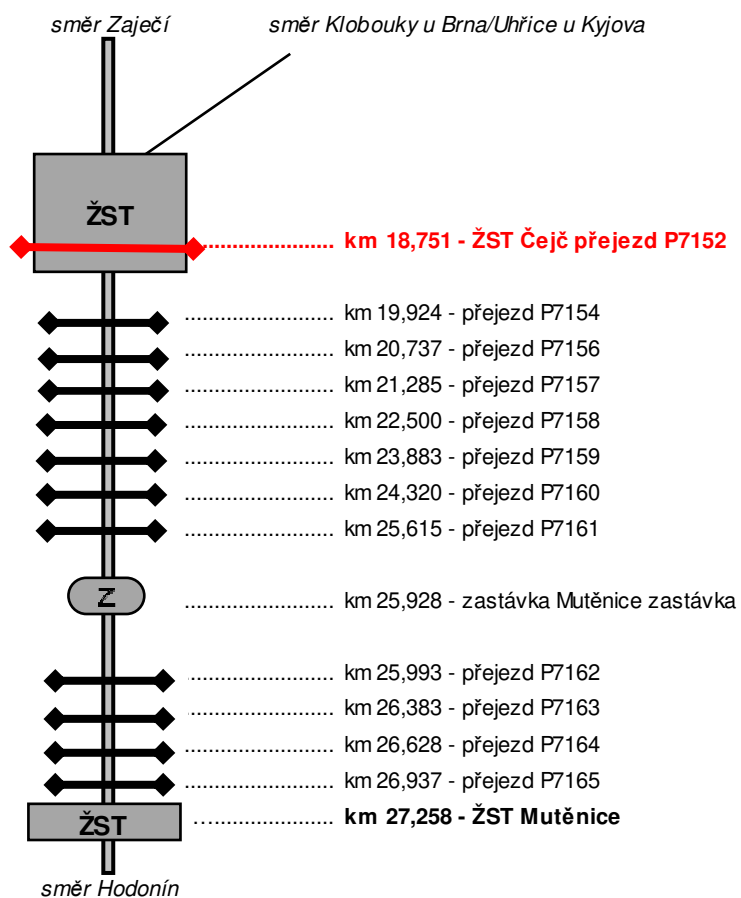 směr Zaječí
směr Klobouky u Brna/Uhřice u Kyjova
ŽST
km 18,751 - ŽST Čejč přejezd P7152
km 19,924 - přejezd P7154
km 20,737 - přejezd P7156
km 21,285 - přejezd P7157
km 22,500 - přejezd P7158
km 23,883 - přejezd P7159
km 24,320 - přejezd P7160
km 25,615 - přejezd P7161
Z
km 25,928 - zastávka Mutěnice zastávka
km 25,993 - přejezd P7162
km 26,383 - přejezd P7163
km 26,628 - přejezd P7164
km 26,937 - přejezd P7165
ŽST
km 27,258 - ŽST Mutěnice
směr Hodonín